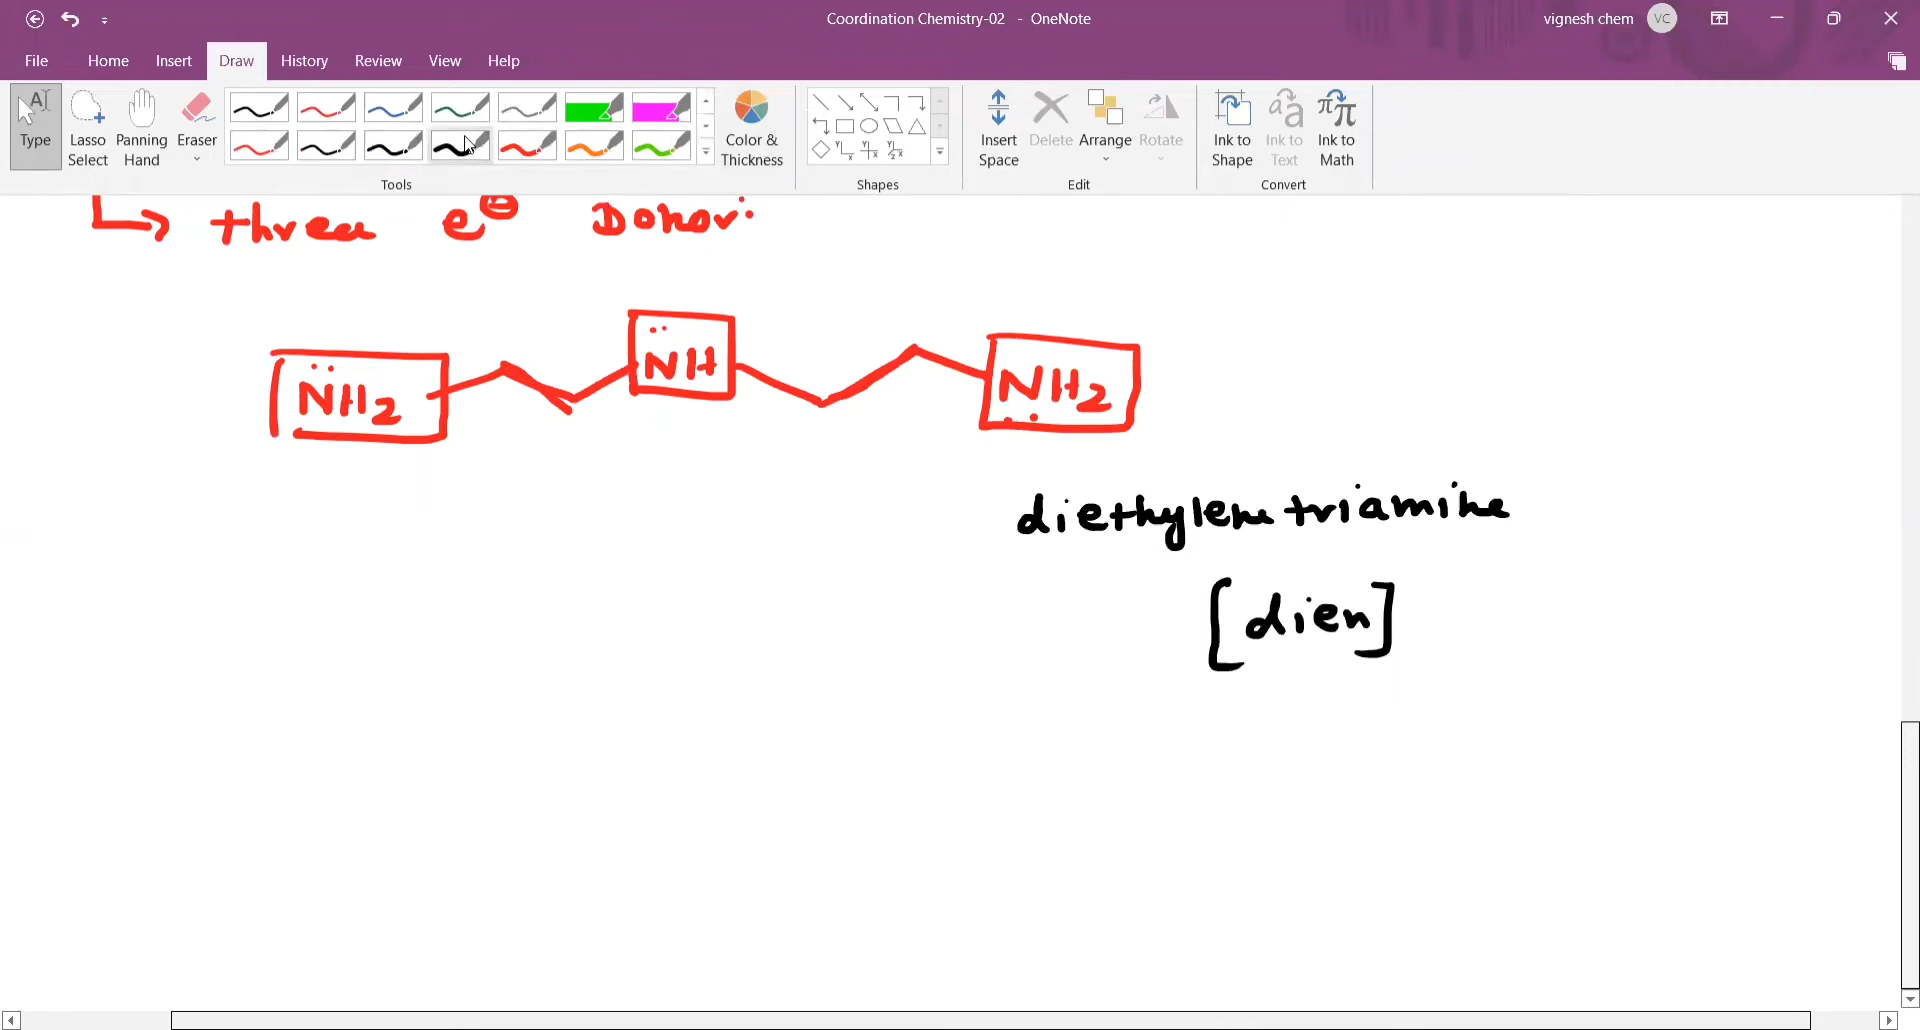 Coordination Chemistry-02 - OneNote
vignesh chem VC
File Home Insert Draw History Review View Help
Type
Lasso Select
Panning Hand
Eraser
Color & Thickness
Insert Space
Delete
Arrange
Rotate
Ink to Shape
Ink to Text
Ink to Math
Tools Shapes Edit Convert
three e⊖ Donor:
NH2 NH NH2
diethylene triamine
[dien]